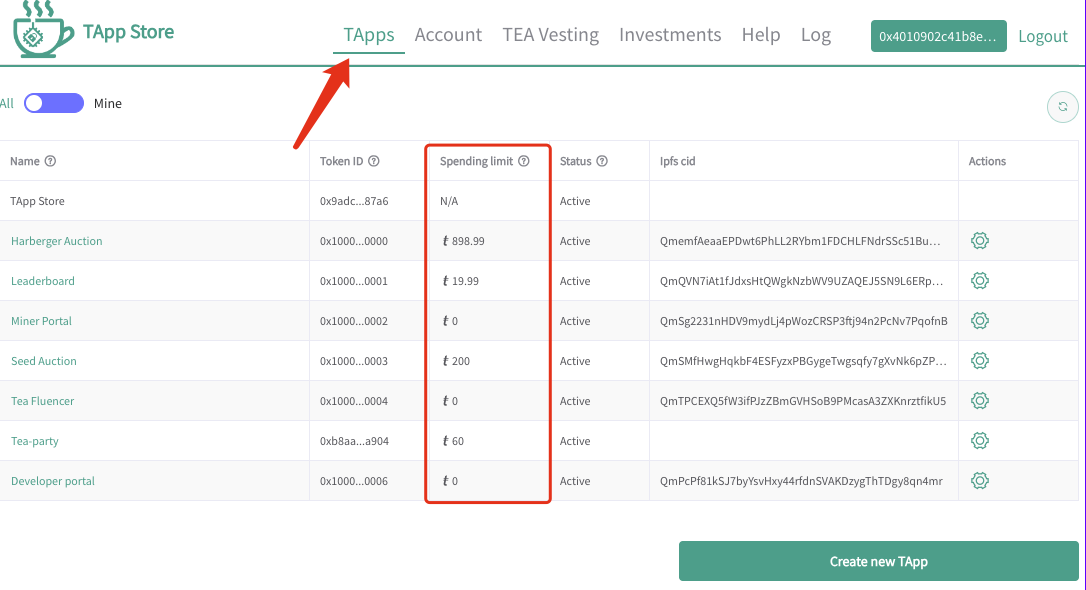 TApp Store
TApps Account TEA Vesting Investments Help Log 0x4010902c41b8e... Logout
All Mine
Name Token ID Spending limit Status Ipfs cid Actions
TApp Store 0x9adc...87a6 N/A Active
Harberger Auction 0x1000...0000 t 898.99 Active QmemfAeaaEPDwt6PhLL2RYbm1FDCHLFNdrSSc51Bu...
Leaderboard 0x1000...0001 t 19.99 Active QmQVN7iAt1fJdxsHtQWgkNzbWV9UZAQEJ5SN9L6ERp...
Miner Portal 0x1000...0002 t 0 Active QmSg2231nHDV9mydLj4pWozCRSP3ftj94n2PcNv7PqofnB
Seed Auction 0x1000...0003 t 200 Active QmSMfHwgHqkbF4ESFyzxPBGygeTwgsqfy7gXvNk6pZP...
Tea Fluencer 0x1000...0004 t 0 Active QmTPCEXQ5fW3ifPJzZBmGVHSoB9PMcasA3ZXKnrztfikU5
Tea-party 0xb8aa...a904 t 60 Active
Developer portal 0x1000...0006 t 0 Active QmPcPf81kSJ7byYsvHxy44rfdnSVAKDzygThTDgy8qn4mr
Create new TApp